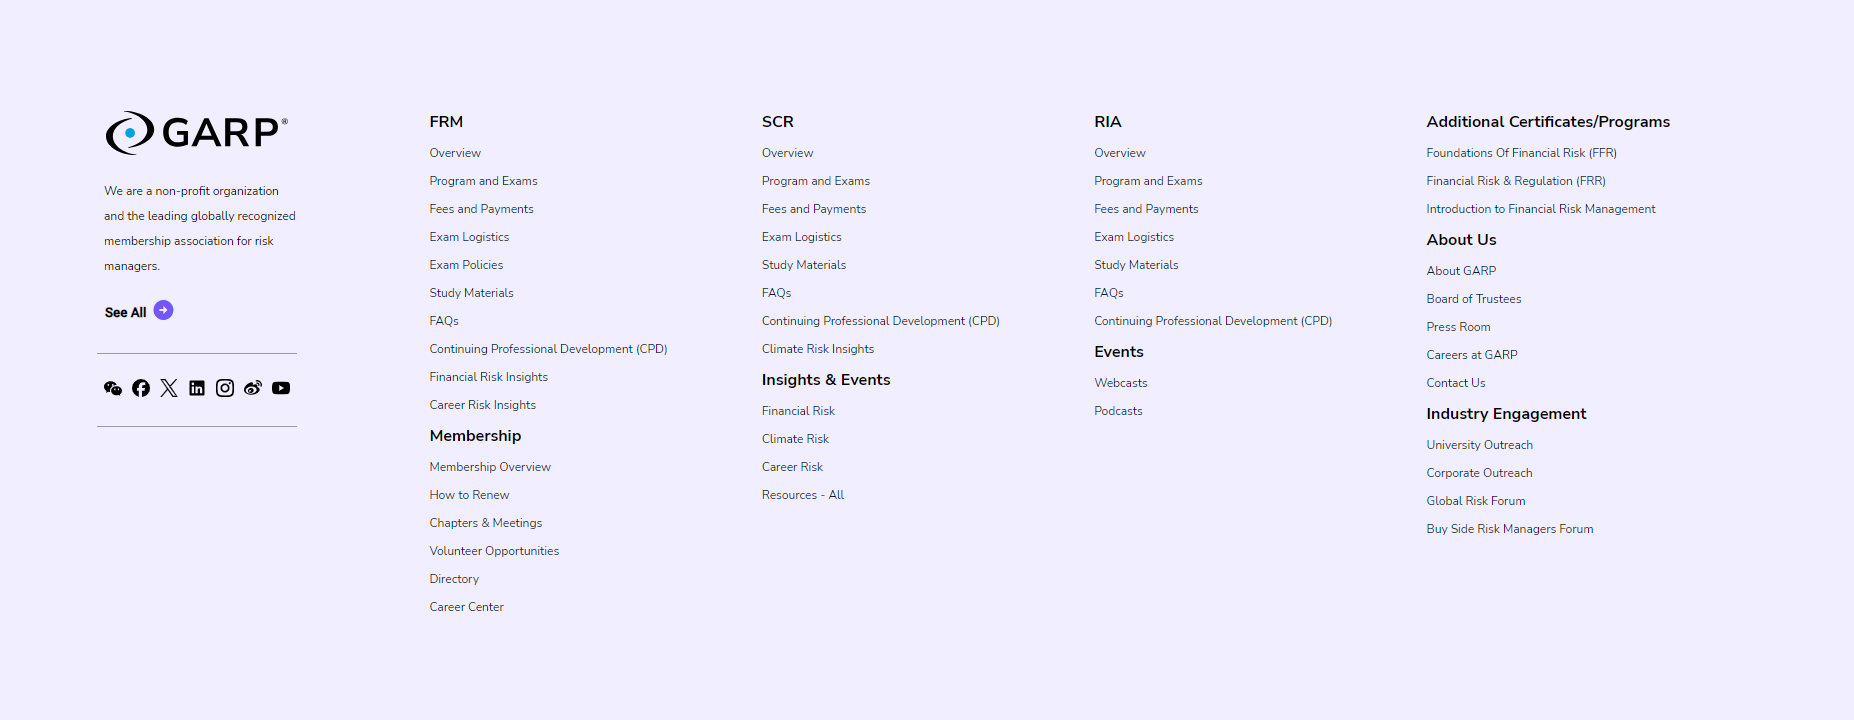 GARP®
We are a non-profit organization
and the leading globally recognized
membership association for risk
managers.
See All
FRM
Overview
Program and Exams
Fees and Payments
Exam Logistics
Exam Policies
Study Materials
FAQs
Continuing Professional Development (CPD)
Financial Risk Insights
Career Risk Insights
Membership
Membership Overview
How to Renew
Chapters & Meetings
Volunteer Opportunities
Directory
Career Center
SCR
Overview
Program and Exams
Fees and Payments
Exam Logistics
Study Materials
FAQs
Continuing Professional Development (CPD)
Climate Risk Insights
Insights & Events
Financial Risk
Climate Risk
Career Risk
Resources - All
RIA
Overview
Program and Exams
Fees and Payments
Exam Logistics
Study Materials
FAQs
Continuing Professional Development (CPD)
Events
Webcasts
Podcasts
Additional Certificates/Programs
Foundations Of Financial Risk (FFR)
Financial Risk & Regulation (FRR)
Introduction to Financial Risk Management
About Us
About GARP
Board of Trustees
Press Room
Careers at GARP
Contact Us
Industry Engagement
University Outreach
Corporate Outreach
Global Risk Forum
Buy Side Risk Managers Forum